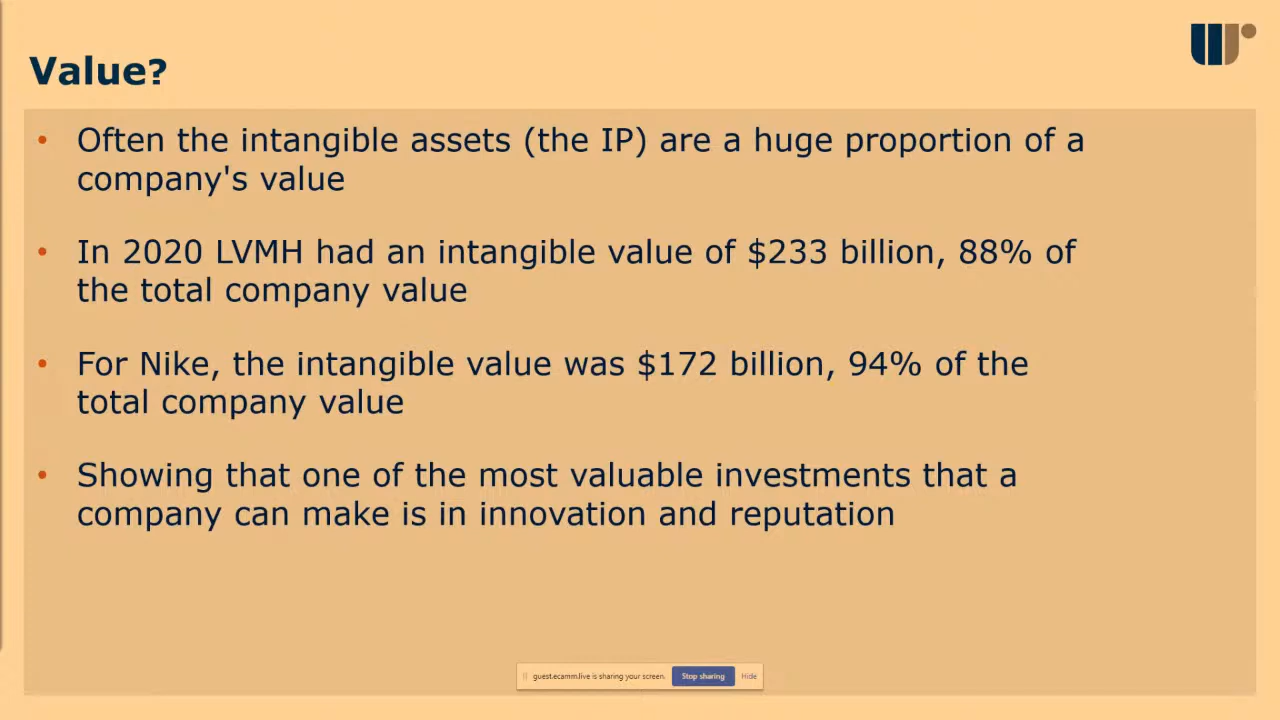 Value?
• Often the intangible assets (the IP) are a huge proportion of a
company's value
• In 2020 LVMH had an intangible value of $233 billion, 88% of
the total company value
• For Nike, the intangible value was $172 billion, 94% of the
total company value
• Showing that one of the most valuable investments that a
company can make is in innovation and reputation
guest.ecamm.live is sharing your screen. Stop sharing Hide